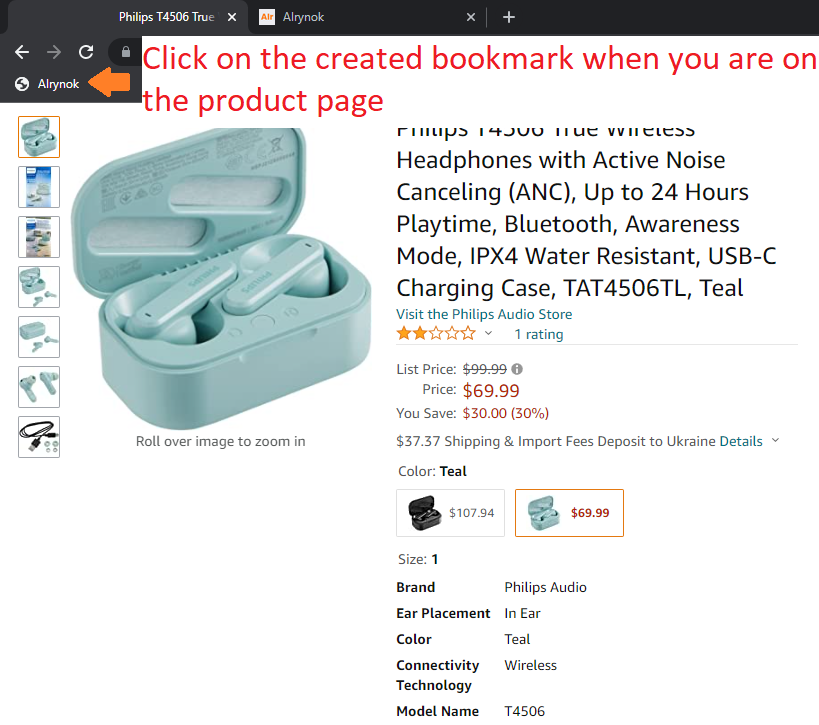 Philips T4506 True
Alr Alrynok
Alrynok
Click on the created bookmark when you are on
the product page
Philips T4506 True Wireless
Headphones with Active Noise
Canceling (ANC), Up to 24 Hours
Playtime, Bluetooth, Awareness
Mode, IPX4 Water Resistant, USB-C
Charging Case, TAT4506TL, Teal
Visit the Philips Audio Store
1 rating
List Price: $99.99
Price: $69.99
You Save: $30.00 (30%)
$37.37 Shipping & Import Fees Deposit to Ukraine Details
Roll over image to zoom in
Color: Teal
$107.94
$69.99
Size: 1
Brand Philips Audio
Ear Placement In Ear
Color Teal
Connectivity Wireless
Technology
Model Name T4506
PHILIPS
PHILIPS